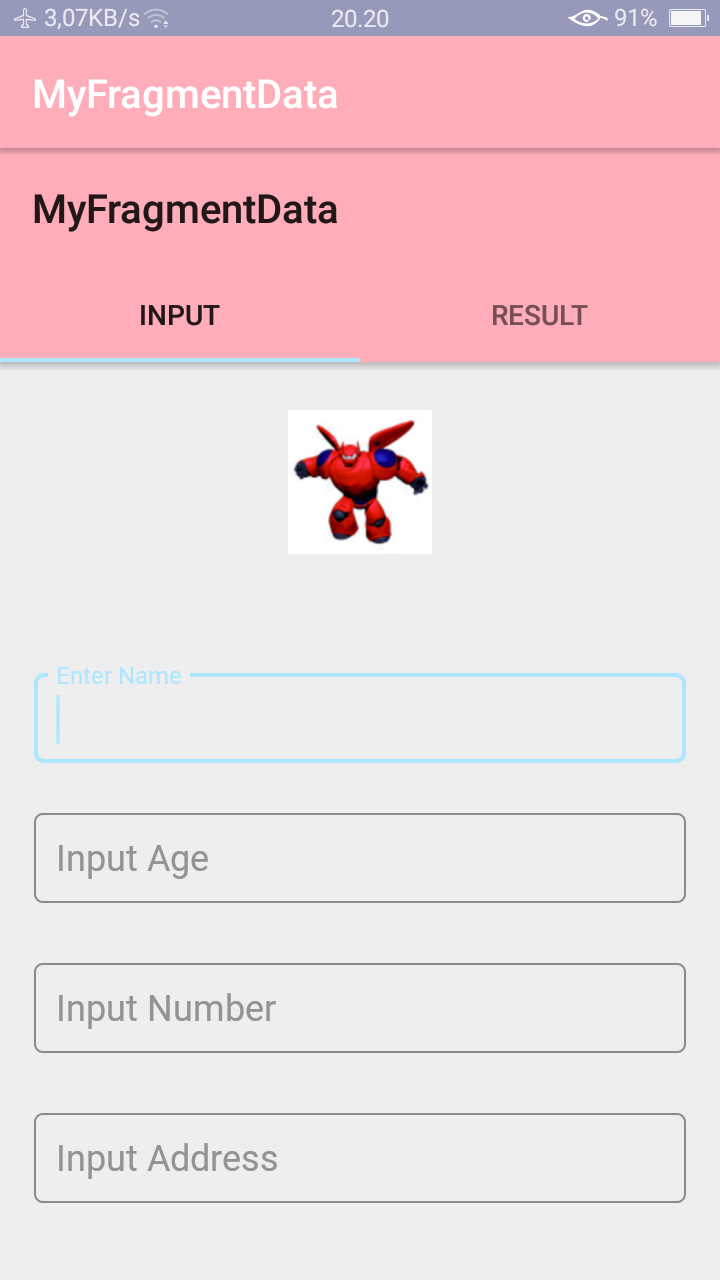 3,07KB/s 20.20 91%
MyFragmentData
MyFragmentData
INPUT RESULT
Enter Name
Input Age
Input Number
Input Address